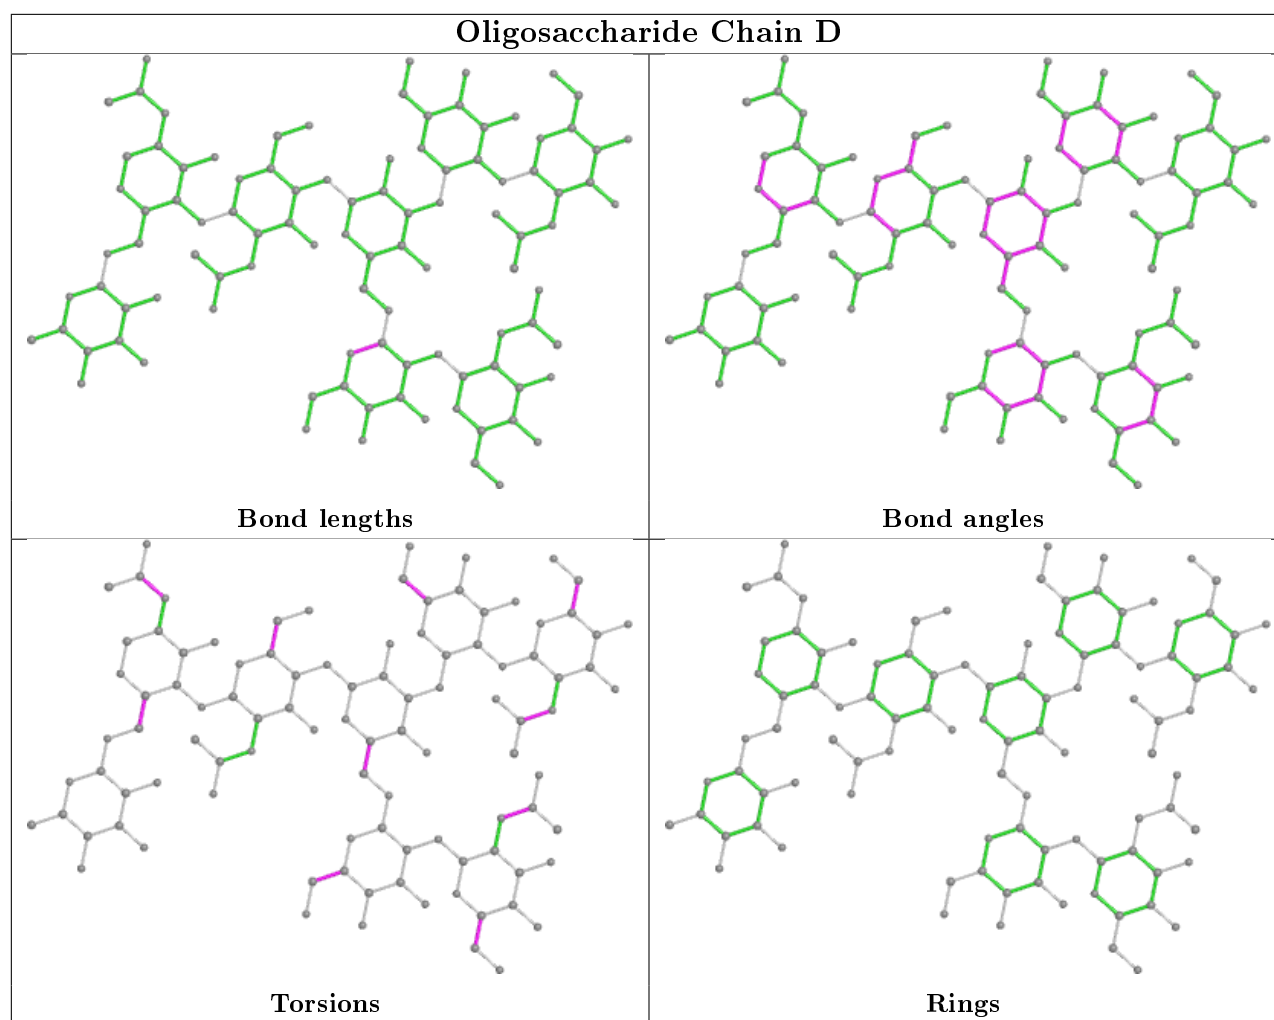 Oligosaccharide Chain D
Bond lengths
Bond angles
Torsions
Rings